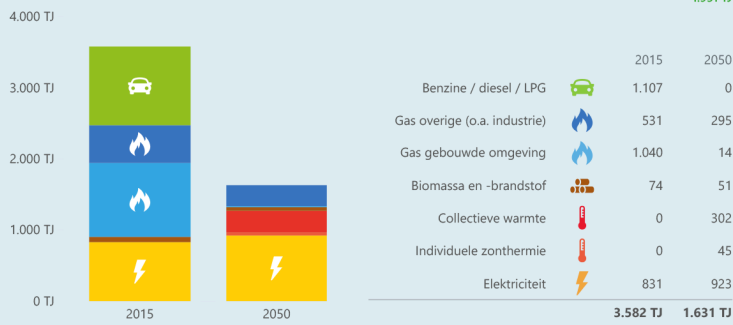 4.000 TJ
3.000 TJ
2.000 TJ
1.000 TJ
0 TJ
2015 2050
2015 2050
Benzine / diesel / LPG 1.107 0
Gas overige (o.a. industrie) 531 295
Gas gebouwde omgeving 1.040 14
Biomassa en -brandstof 74 51
Collectieve warmte 0 302
Individuele zonthermie 0 45
Elektriciteit 831 923
3.582 TJ 1.631 TJ